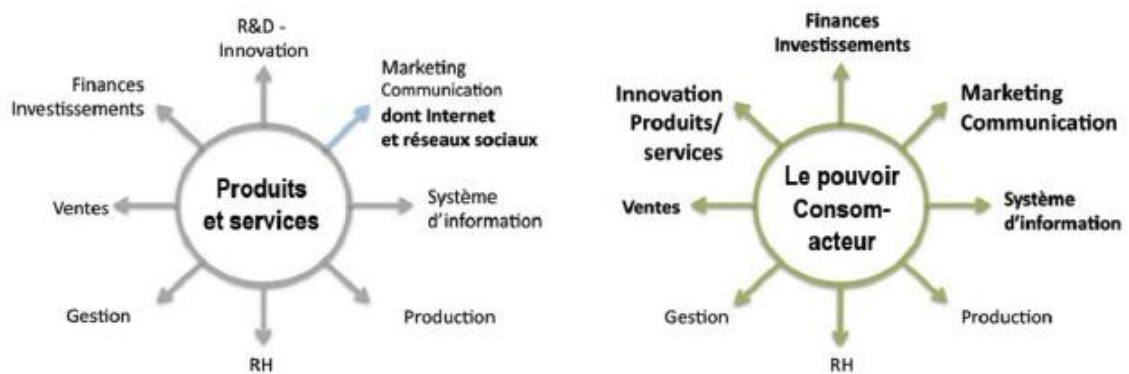 R&D -
Innovation
Marketing
Communication
dont Internet
et réseaux sociaux
Finances
Investissements
Produits
et services
Ventes
Système
d'information
Gestion
Production
RH
Finances
Investissements
Innovation
Produits/
services
Marketing
Communication
Le pouvoir
Consom-
acteur
Ventes
Système
d'information
Gestion
Production
RH